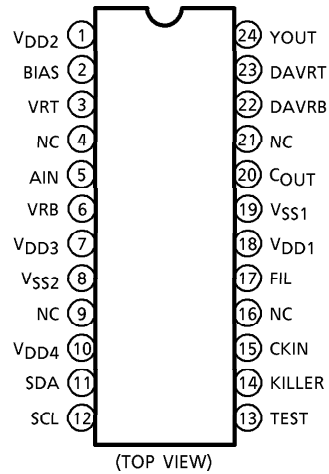 VDD2 1 24 YOUT
BIAS 2 23 DAVRT
VRT 3 22 DAVRB
NC 4 21 NC
AIN 5 20 COUT
VRB 6 19 VSS1
VDD3 7 18 VDD1
VSS2 8 17 FIL
NC 9 16 NC
VDD4 10 15 CKIN
SDA 11 14 KILLER
SCL 12 13 TEST
(TOP VIEW)